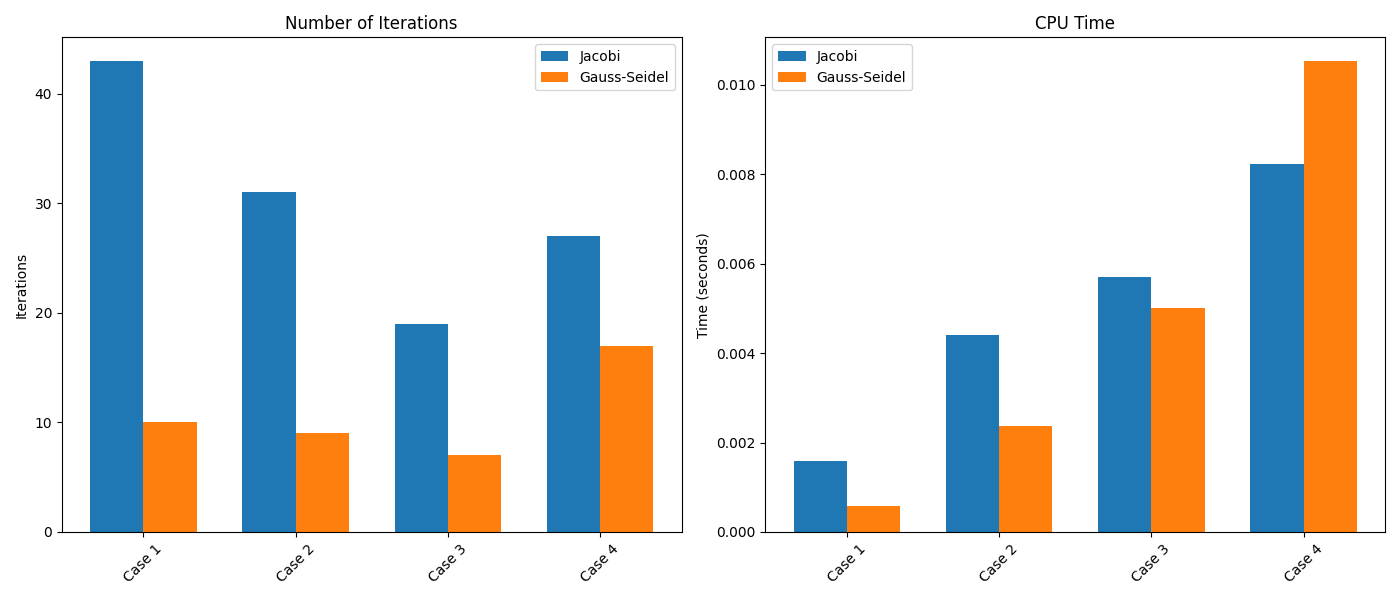 Number of Iterations
Jacobi
Gauss-Seidel
Iterations
40
30
20
10
0
Case 1
Case 2
Case 3
Case 4
CPU Time
Jacobi
Gauss-Seidel
Time (seconds)
0.010
0.008
0.006
0.004
0.002
0.000
Case 1
Case 2
Case 3
Case 4